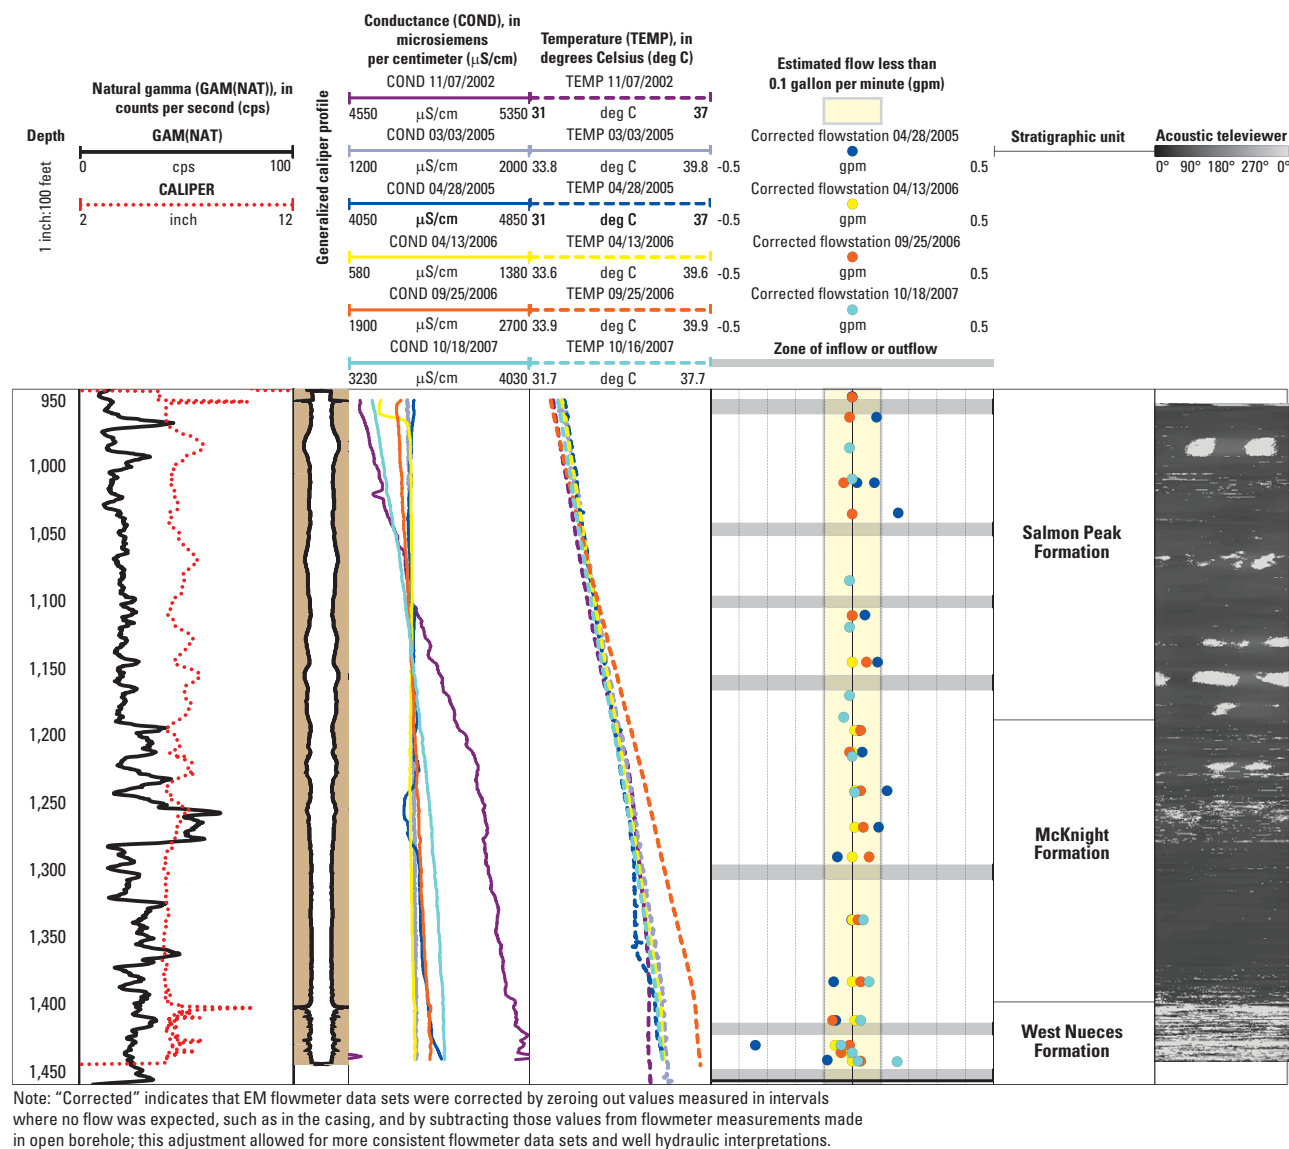 Conductance (COND), in
microsiemens
per centimeter (μS/cm)
Temperature (TEMP), in
degrees Celsius (deg C)
Estimated flow less than
0.1 gallon per minute (gpm)
Natural gamma (GAM(NAT)), in
counts per second (cps)
Depth
1 inch:100 feet
GAM(NAT)
0 cps 100
CALIPER
2 inch 12
Generalized caliper profile
COND 11/07/2002
4550 μS/cm 5350
COND 03/03/2005
1200 μS/cm 2000
COND 04/28/2005
4050 μS/cm 4850
COND 04/13/2006
580 μS/cm 1380
COND 09/25/2006
1900 μS/cm 2700
COND 10/18/2007
3230 μS/cm 4030
TEMP 11/07/2002
31 deg C 37
TEMP 03/03/2005
33.8 deg C 39.8
TEMP 04/28/2005
31 deg C 37
TEMP 04/13/2006
33.6 deg C 39.6
TEMP 09/25/2006
33.9 deg C 39.9
TEMP 10/16/2007
31.7 deg C 37.7
Corrected flowstation 04/28/2005
-0.5 gpm 0.5
Corrected flowstation 04/13/2006
-0.5 gpm 0.5
Corrected flowstation 09/25/2006
-0.5 gpm 0.5
Corrected flowstation 10/18/2007
-0.5 gpm 0.5
Zone of inflow or outflow
Stratigraphic unit
Acoustic televiewer
0° 90° 180° 270° 0°
950
1,000
1,050
1,100
1,150
1,200
1,250
1,300
1,350
1,400
1,450
Salmon Peak
Formation
McKnight
Formation
West Nueces
Formation
Note: “Corrected” indicates that EM flowmeter data sets were corrected by zeroing out values measured in intervals
where no flow was expected, such as in the casing, and by subtracting those values from flowmeter measurements made
in open borehole; this adjustment allowed for more consistent flowmeter data sets and well hydraulic interpretations.